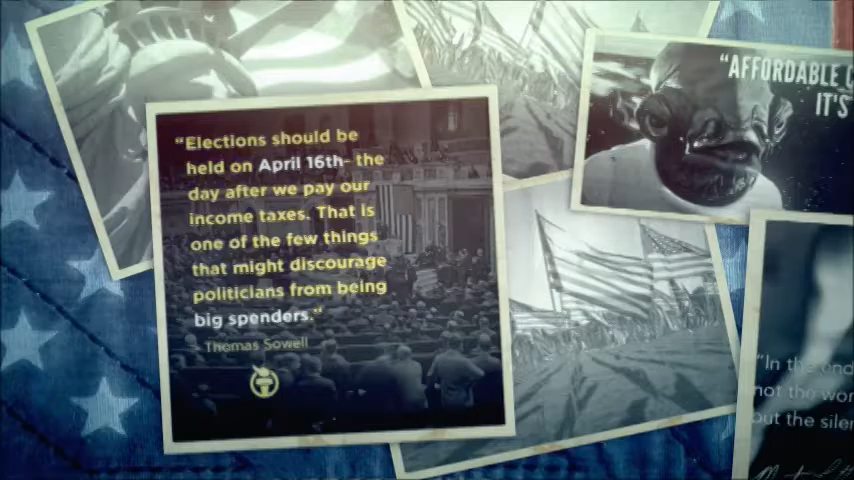 “Elections should be
held on April 16th- the
day after we pay our
income taxes. That is
one of the few things
that might discourage
politicians from being
big spenders.”
Thomas Sowell
“AFFORDABLE
IT'S
“In the end
not the
but the